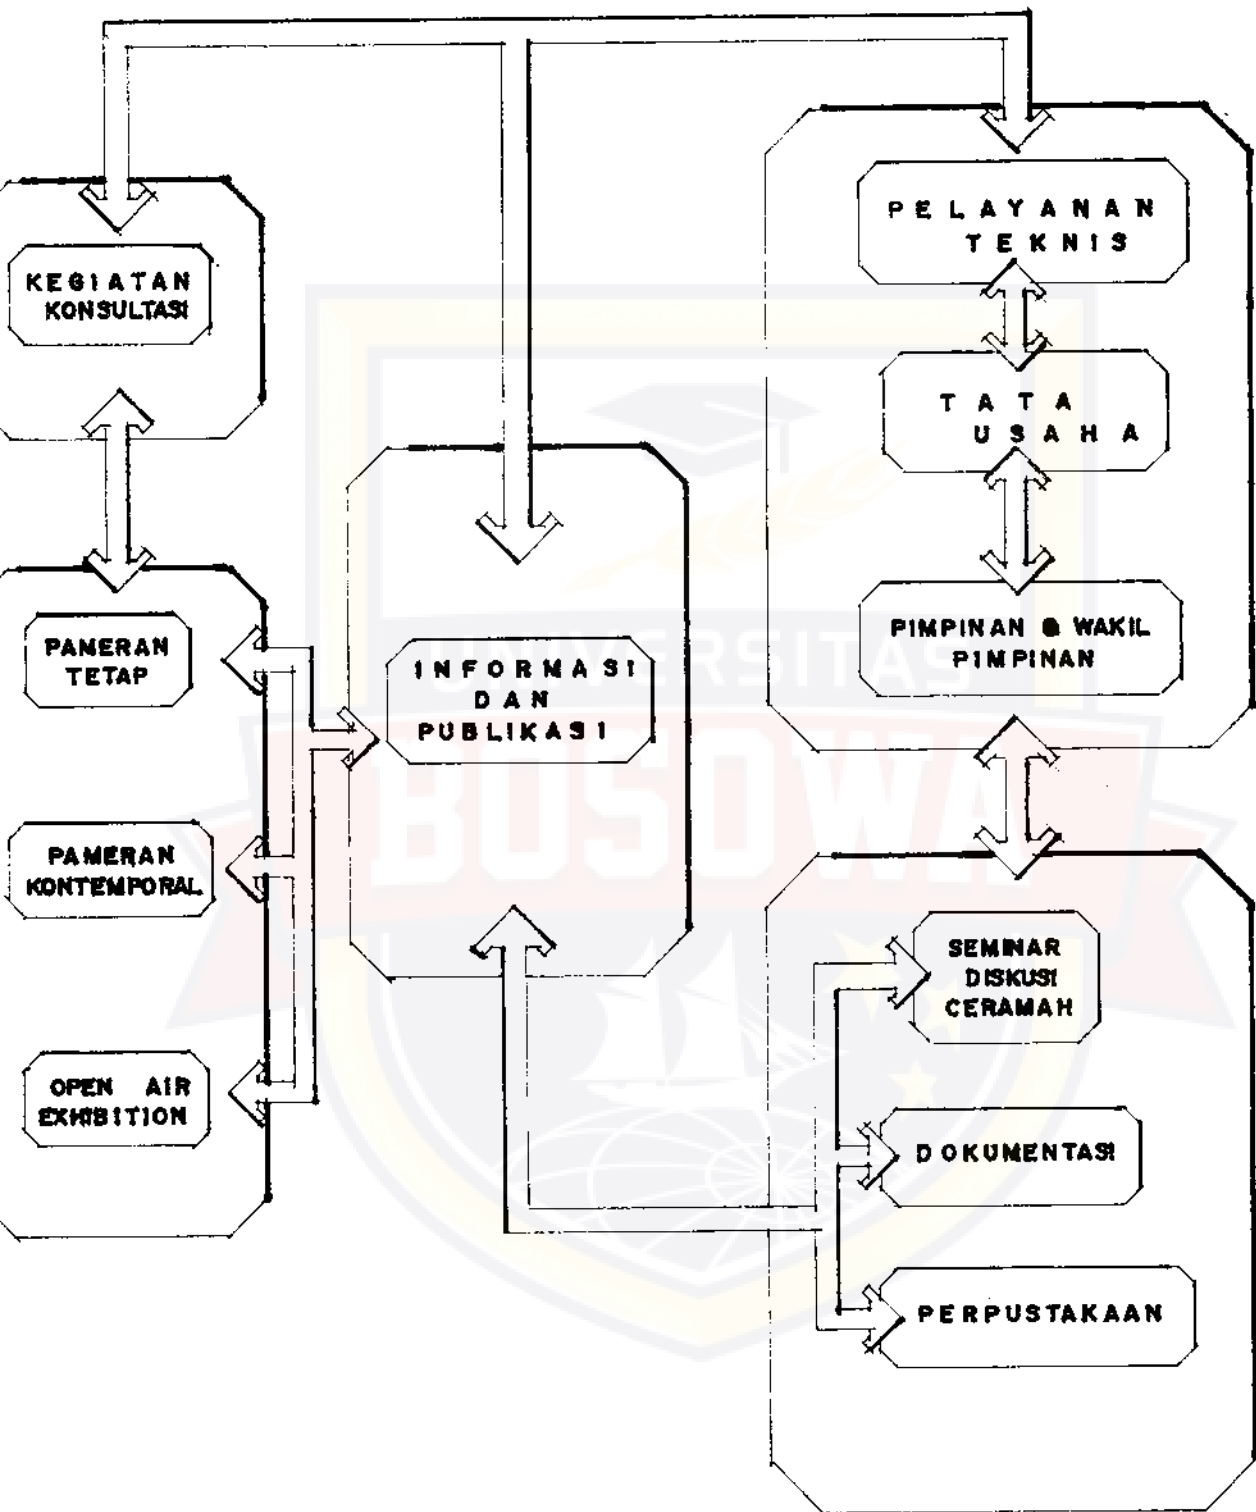 PELAYANAN
TEKNIS
KEGIATAN
KONSULTASI
TATA
USAHA
PIMPINAN & WAKIL
PIMPINAN
PAMERAN
TETAP
INFORMASI
DAN
PUBLIKASI
PAMERAN
KONTEMPORAL
SEMINAR
DISKUSI
CERAMAH
OPEN AIR
EXHIBITION
DOKUMENTASI
PERPUSTAKAAN
UNIVERSITAS
BOSOWA